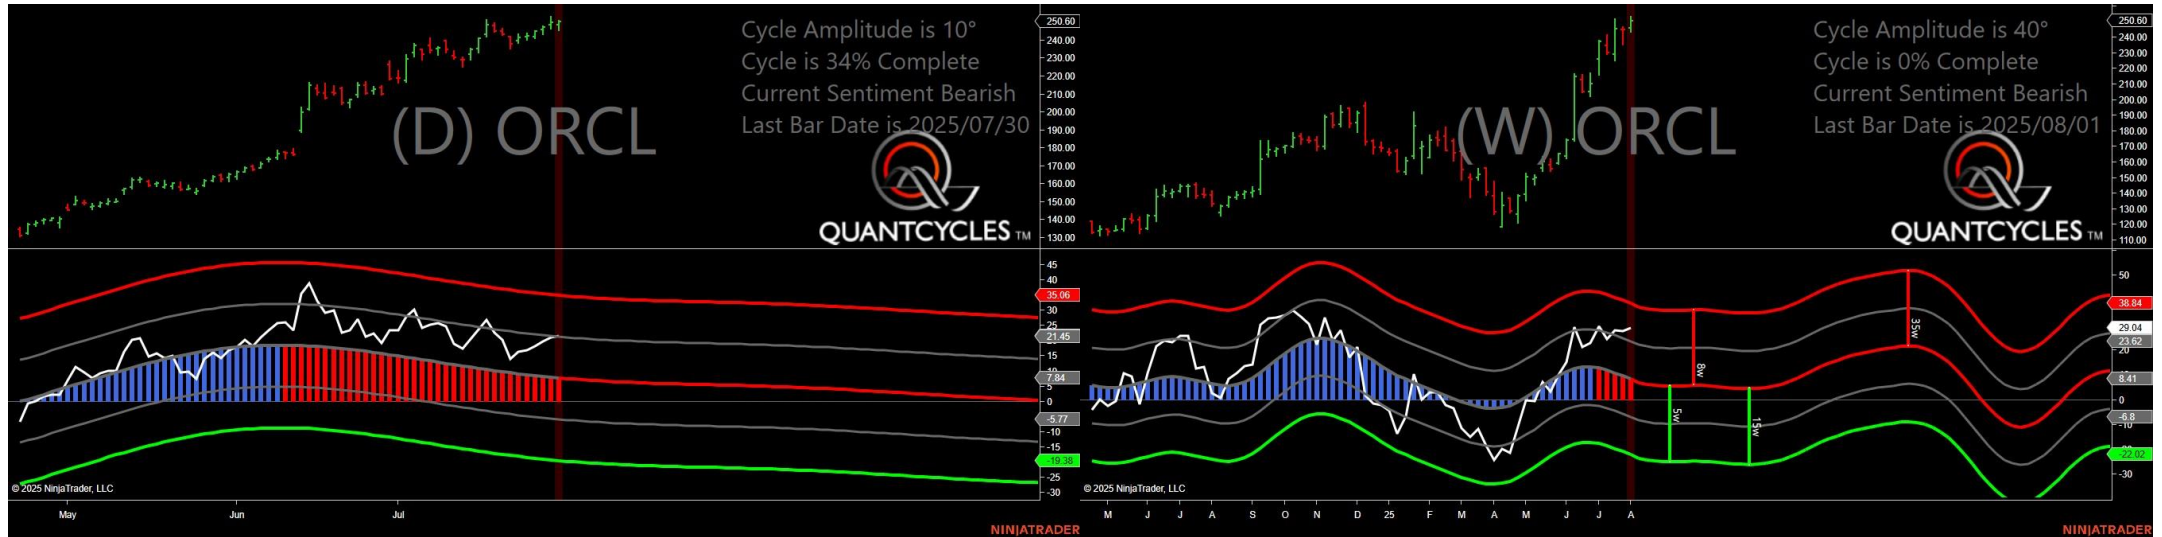 Cycle Amplitude is 10°
Cycle is 34% Complete
Current Sentiment Bearish
Last Bar Date is 2025/07/30
(D) ORCL
QUANTCYCLES TM
250.60
240.00
230.00
220.00
210.00
200.00
190.00
180.00
170.00
160.00
150.00
140.00
130.00
45
40
35.06
30
25
21.45
15
7.84
5
0
-5.77
-10
-15
-19.38
-25
-30
© 2025 NinjaTrader, LLC
May Jun Jul
NINJATRADER
Cycle Amplitude is 40°
Cycle is 0% Complete
Current Sentiment Bearish
Last Bar Date is 2025/08/01
(W) ORCL
QUANTCYCLES TM
250.60
240.00
230.00
220.00
210.00
200.00
190.00
180.00
170.00
160.00
150.00
140.00
130.00
120.00
110.00
50
38.84
29.04
23.62
20
8.41
0
-6.8
-10
-22.02
-30
8w
35w
5w
15w
© 2025 NinjaTrader, LLC
M J J A S O N D 25 F M A M J J A
NINJATRADER